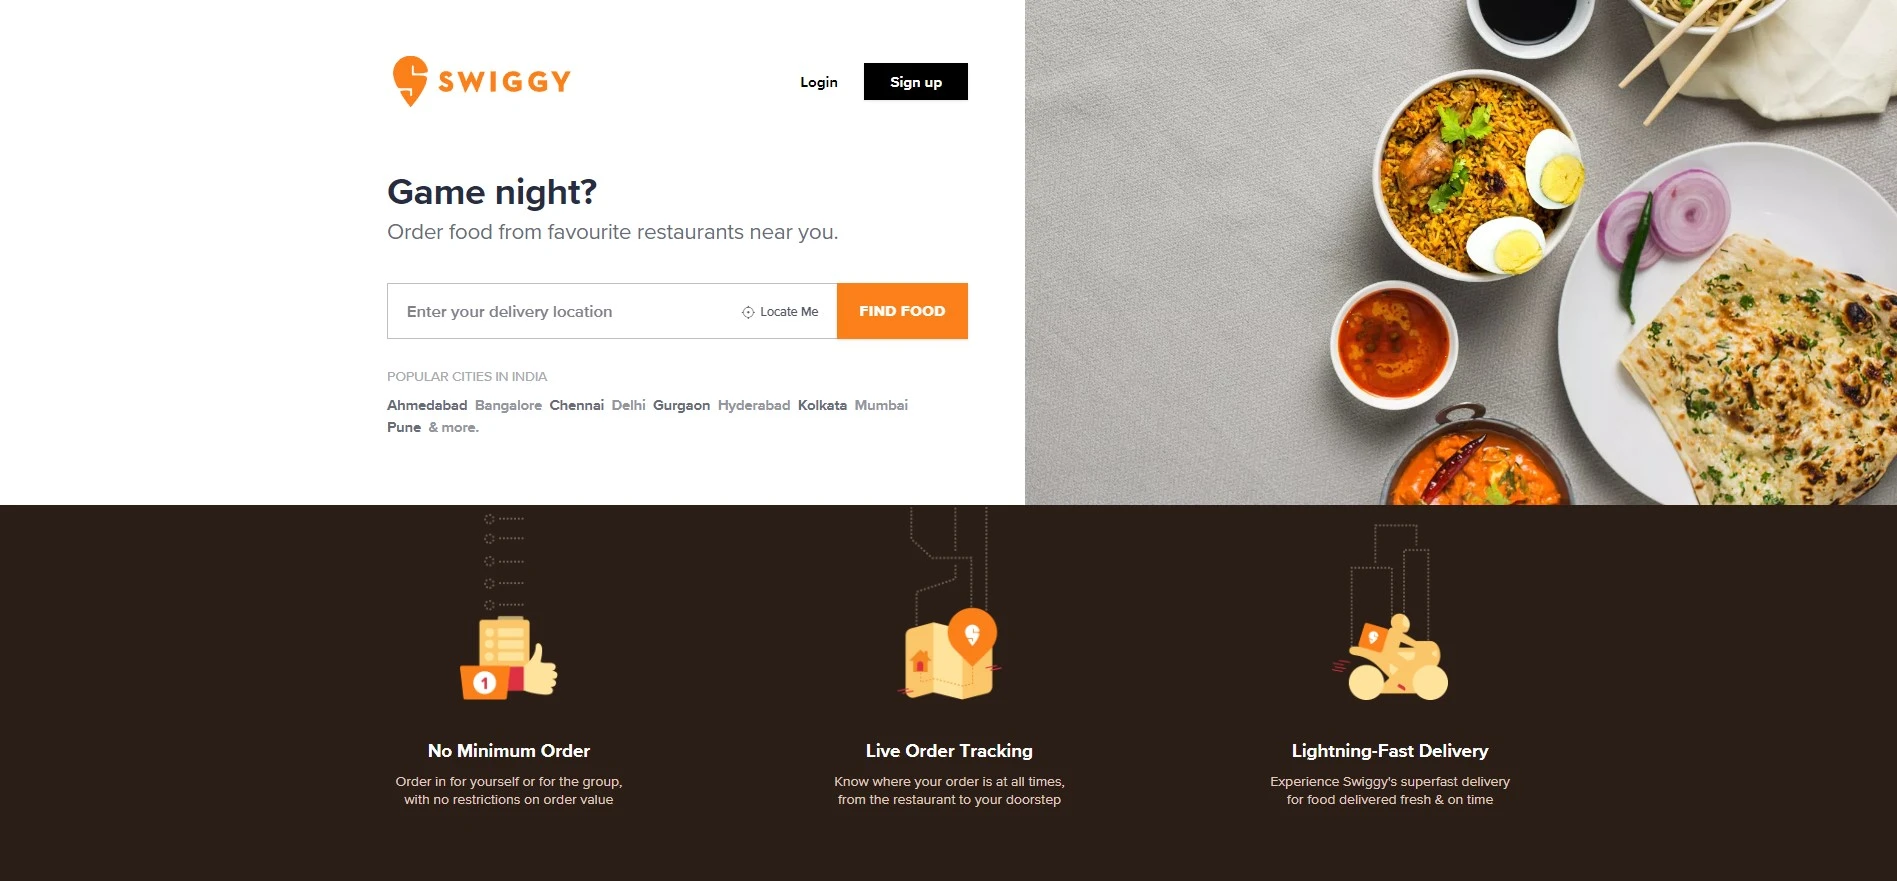 SWIGGY
Login
Sign up
Game night?
Order food from favourite restaurants near you.
Enter your delivery location
Locate Me
FIND FOOD
POPULAR CITIES IN INDIA
Ahmedabad Bangalore Chennai Delhi Gurgaon Hyderabad Kolkata Mumbai
Pune & more.
1
No Minimum Order
Order in for yourself or for the group,
with no restrictions on order value
Live Order Tracking
Know where your order is at all times,
from the restaurant to your doorstep
Lightning-Fast Delivery
Experience Swiggy's superfast delivery
for food delivered fresh & on time